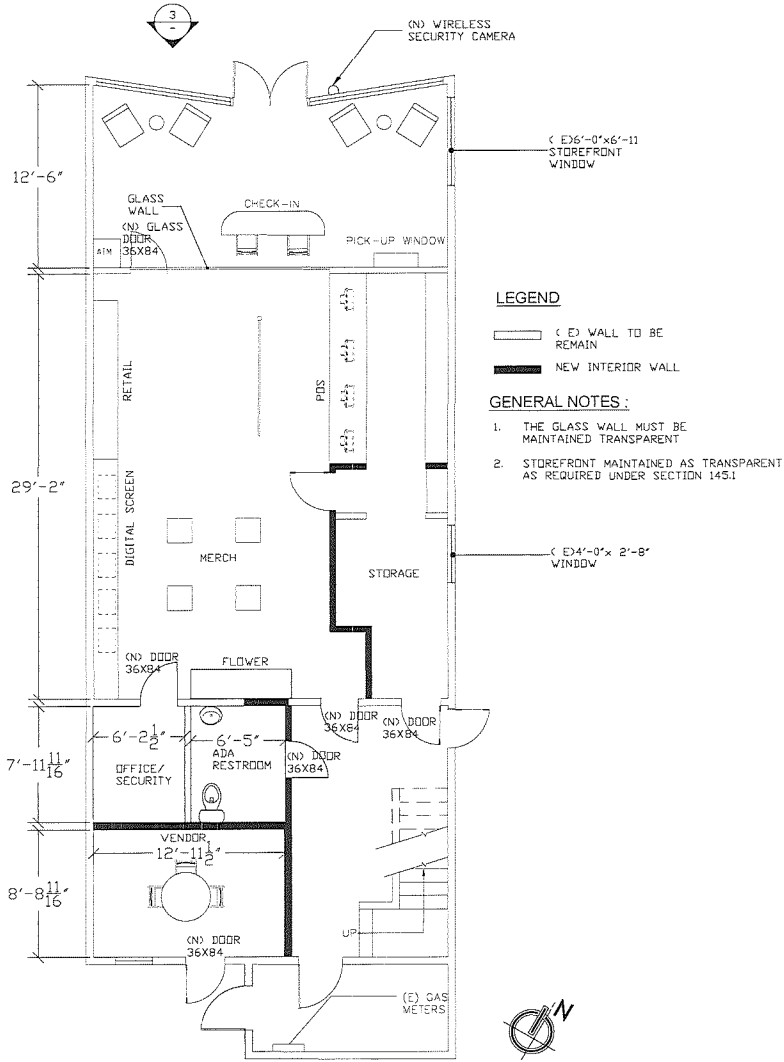 3
-
(N) WIRELESS
SECURITY CAMERA
( E)6'-0"x6'-11
STOREFRONT
WINDOW
12'-6"
GLASS
WALL
CHECK-IN
(N) GLASS
DOOR
36X84
ATM
PICK-UP WINDOW
LEGEND
( E) WALL TO BE
REMAIN
NEW INTERIOR WALL
GENERAL NOTES :
1. THE GLASS WALL MUST BE
MAINTAINED TRANSPARENT
2. STOREFRONT MAINTAINED AS TRANSPARENT
AS REQUIRED UNDER SECTION 145.1
RETAIL
POS
29'-2"
DIGITAL SCREEN
MERCH
STORAGE
( E)4'-0"x 2'-8"
WINDOW
(N) DOOR
36X84
FLOWER
(N) DOOR
36X84
(N) DOOR
36X84
6'-2 1/2"
6'-5"
7'-11 11/16"
OFFICE/
SECURITY
ADA
RESTROOM
(N) DOOR
36X84
VENDOR
12'-11 1/2"
8'-8 11/16"
(N) DOOR
36X84
UP
(E) GAS
METERS
N